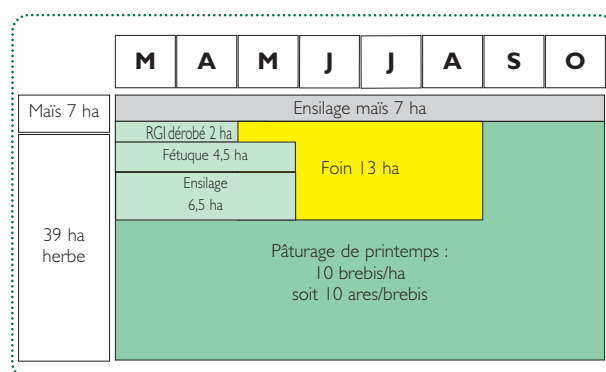 M A M J J A S O
Maïs 7 ha
Ensilage maïs 7 ha
RGI dérobé 2 ha
Fétuque 4,5 ha
Ensilage
6,5 ha
Foin 13 ha
39 ha
herbe
Pâturage de printemps :
10 brebis/ha
soit 10 ares/brebis